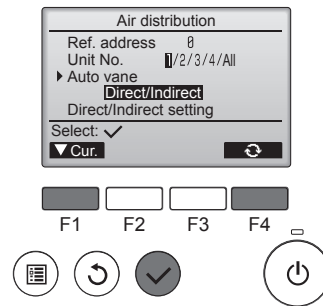 Air distribution
Ref. address 0
Unit No. 1/2/3/4/All
Auto vane
Direct/Indirect
Direct/Indirect setting
Select: ✓
▼ Cur.
F1 F2 F3 F4